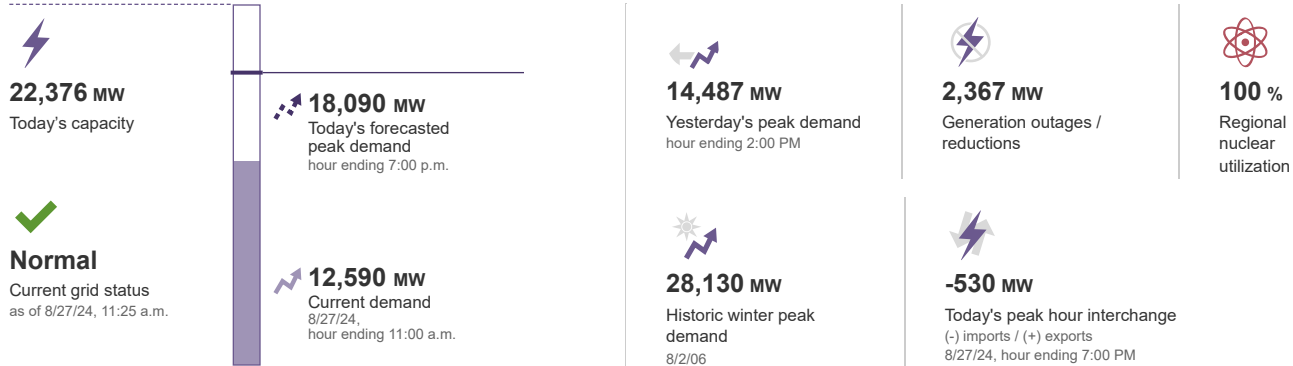 22,376 MW
Today's capacity
Normal
Current grid status
as of 8/27/24, 11:25 a.m.
18,090 MW
Today's forecasted
peak demand
hour ending 7:00 p.m.
12,590 MW
Current demand
8/27/24,
hour ending 11:00 a.m.
14,487 MW
Yesterday's peak demand
hour ending 2:00 PM
2,367 MW
Generation outages /
reductions
100 %
Regional
nuclear
utilization
28,130 MW
Historic winter peak
demand
8/2/06
-530 MW
Today's peak hour interchange
(-) imports / (+) exports
8/27/24, hour ending 7:00 PM